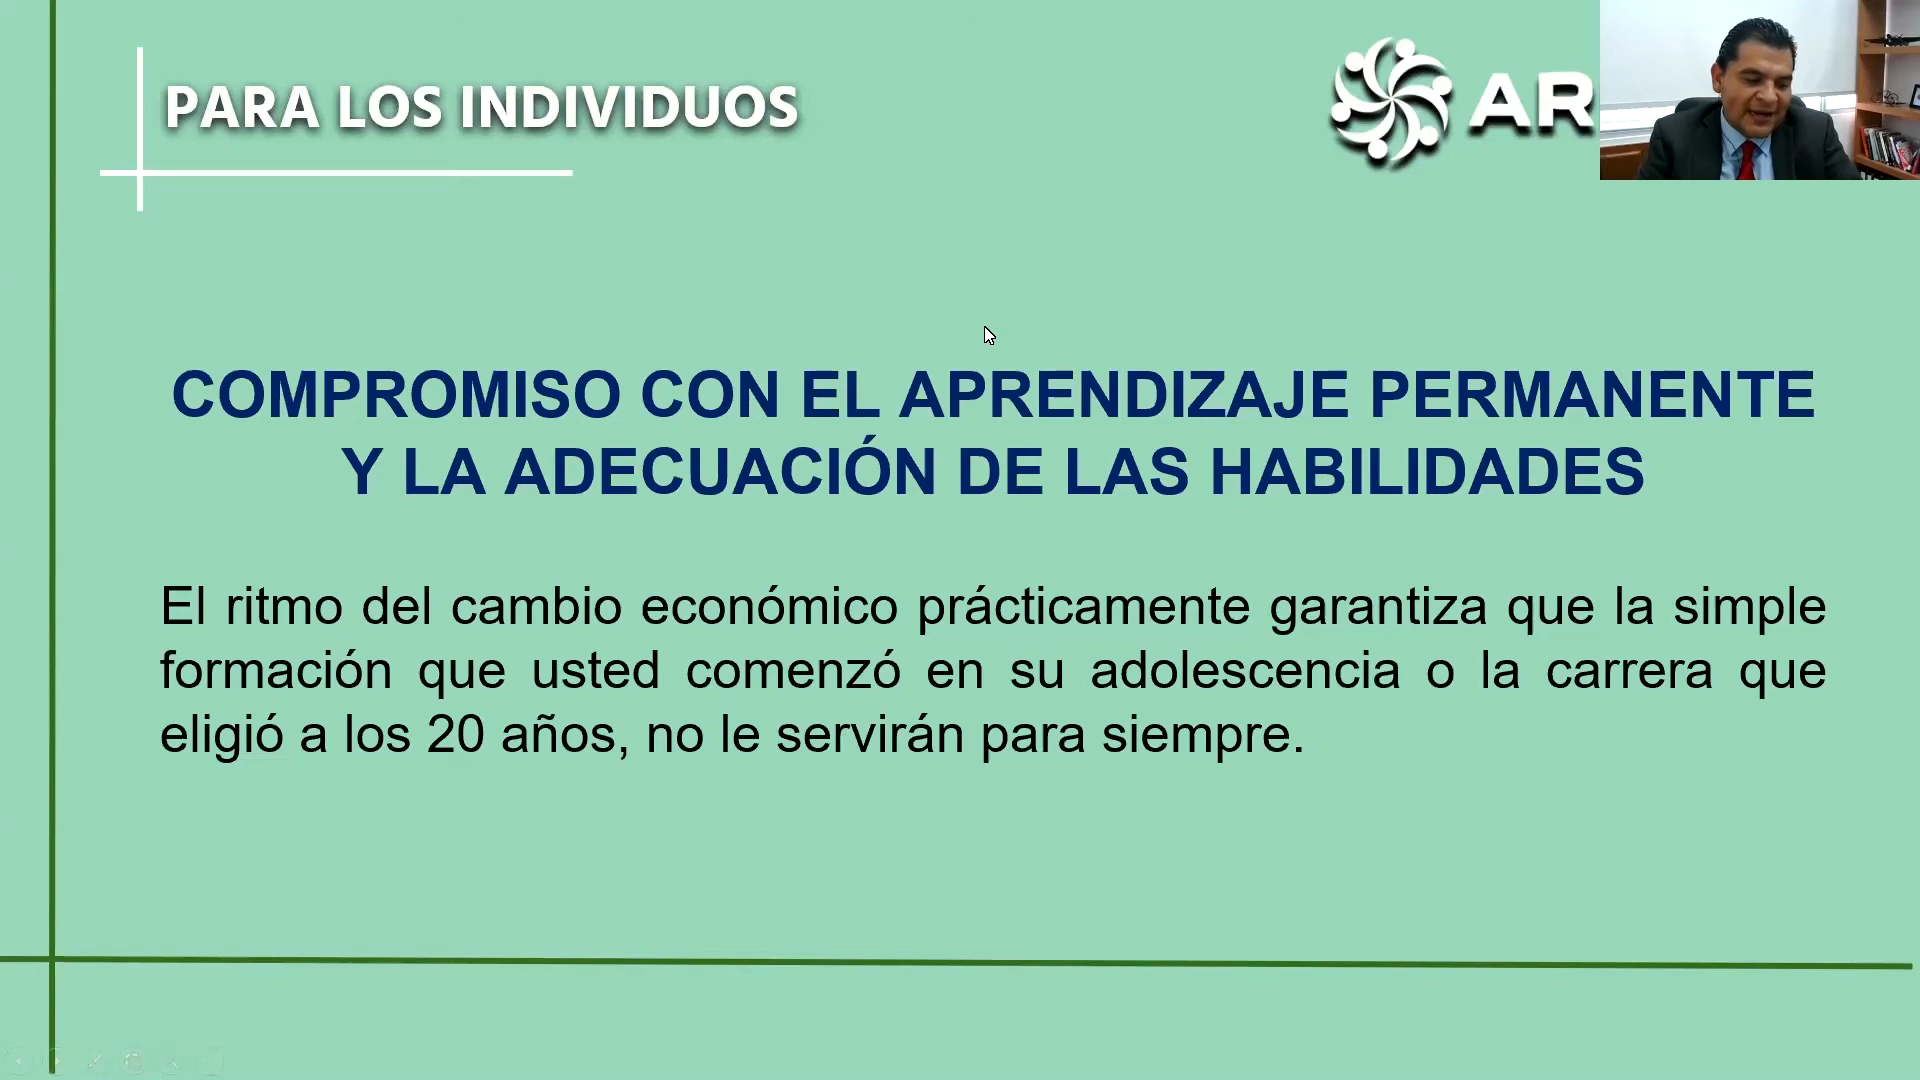 PARA LOS INDIVIDUOS
AR
COMPROMISO CON EL APRENDIZAJE PERMANENTE
Y LA ADECUACIÓN DE LAS HABILIDADES
El ritmo del cambio económico prácticamente garantiza que la simple
formación que usted comenzó en su adolescencia o la carrera que
eligió a los 20 años, no le servirán para siempre.